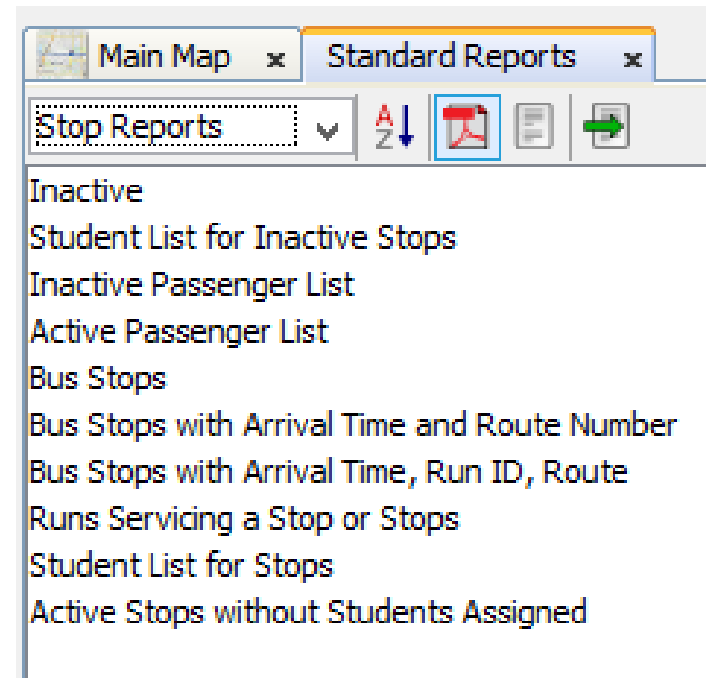 Main Map x Standard Reports x
Stop Reports A Z
Inactive
Student List for Inactive Stops
Inactive Passenger List
Active Passenger List
Bus Stops
Bus Stops with Arrival Time and Route Number
Bus Stops with Arrival Time, Run ID, Route
Runs Servicing a Stop or Stops
Student List for Stops
Active Stops without Students Assigned